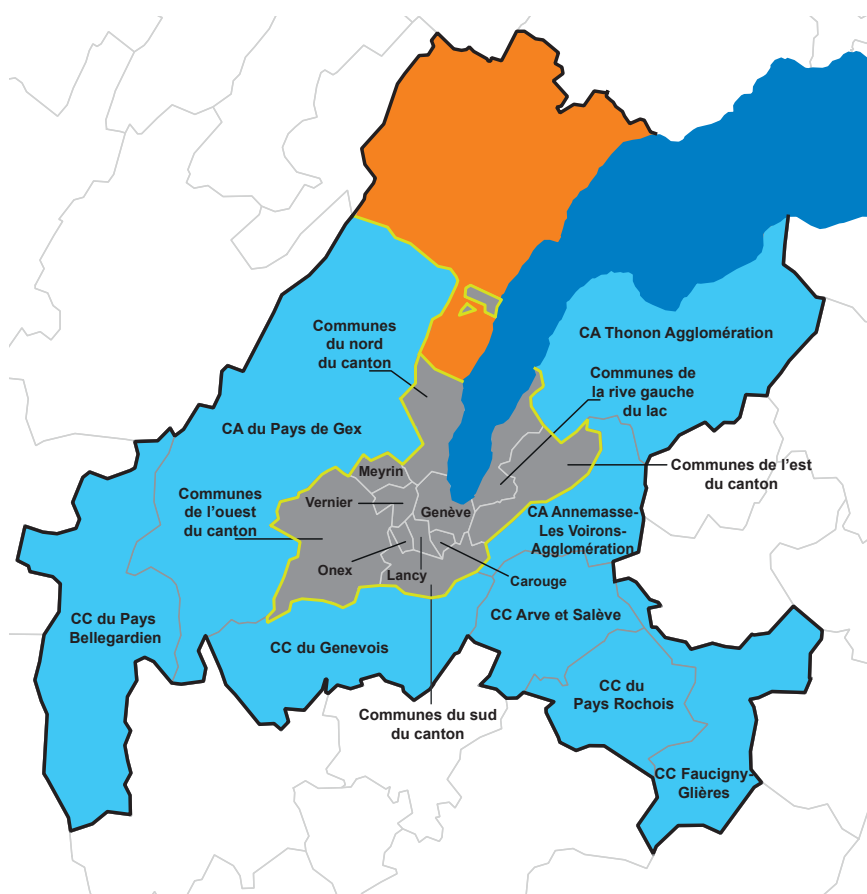 Communes
du nord
du canton
CA Thonon Agglomération
Communes de
la rive gauche
du lac
CA du Pays de Gex
Meyrin
Communes de l'est
du canton
Communes
de l'ouest
du canton
Vernier
Genève
CA Annemasse-
Les Voirons-
Agglomération
Onex
Lancy
Carouge
CC du Pays
Bellegardien
CC Arve et Salève
CC du Genevois
CC du
Pays Rochois
Communes du sud
du canton
CC Faucigny-
Glières